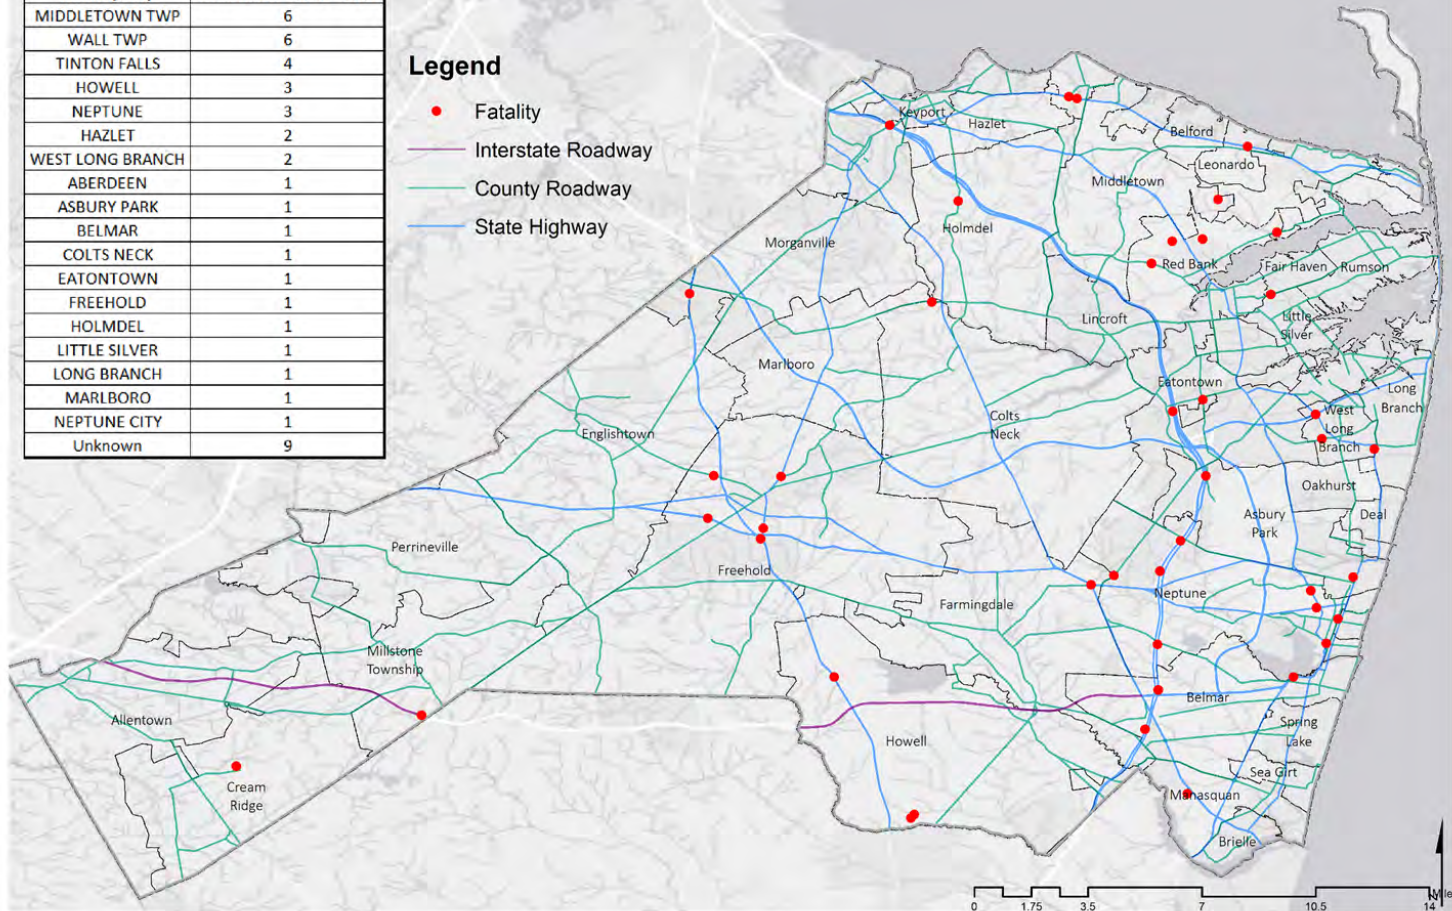 MIDDLETOWN TWP 6
WALL TWP 6
TINTON FALLS 4
HOWELL 3
NEPTUNE 3
HAZLET 2
WEST LONG BRANCH 2
ABERDEEN 1
ASBURY PARK 1
BELMAR 1
COLTS NECK 1
EATONTOWN 1
FREEHOLD 1
HOLMDEL 1
LITTLE SILVER 1
LONG BRANCH 1
MARLBORO 1
NEPTUNE CITY 1
Unknown 9
Legend
Fatality
Interstate Roadway
County Roadway
State Highway
Keyport
Hazlet
Belford
Leonardo
Middletown
Holmdel
Morganville
Red Bank
Fair Haven
Rumson
Little
Silver
Lincroft
Marlboro
Eatontown
Long
Branch
West
Long
Branch
Colts
Neck
Englishtown
Oakhurst
Asbury
Park
Deal
Perrineville
Freehold
Farmingdale
Neptune
Millstone
Township
Allentown
Belmar
Spring
Lake
Howell
Sea Girt
Cream
Ridge
Manasquan
Brielle
0 1.75 3.5 7 10.5 14